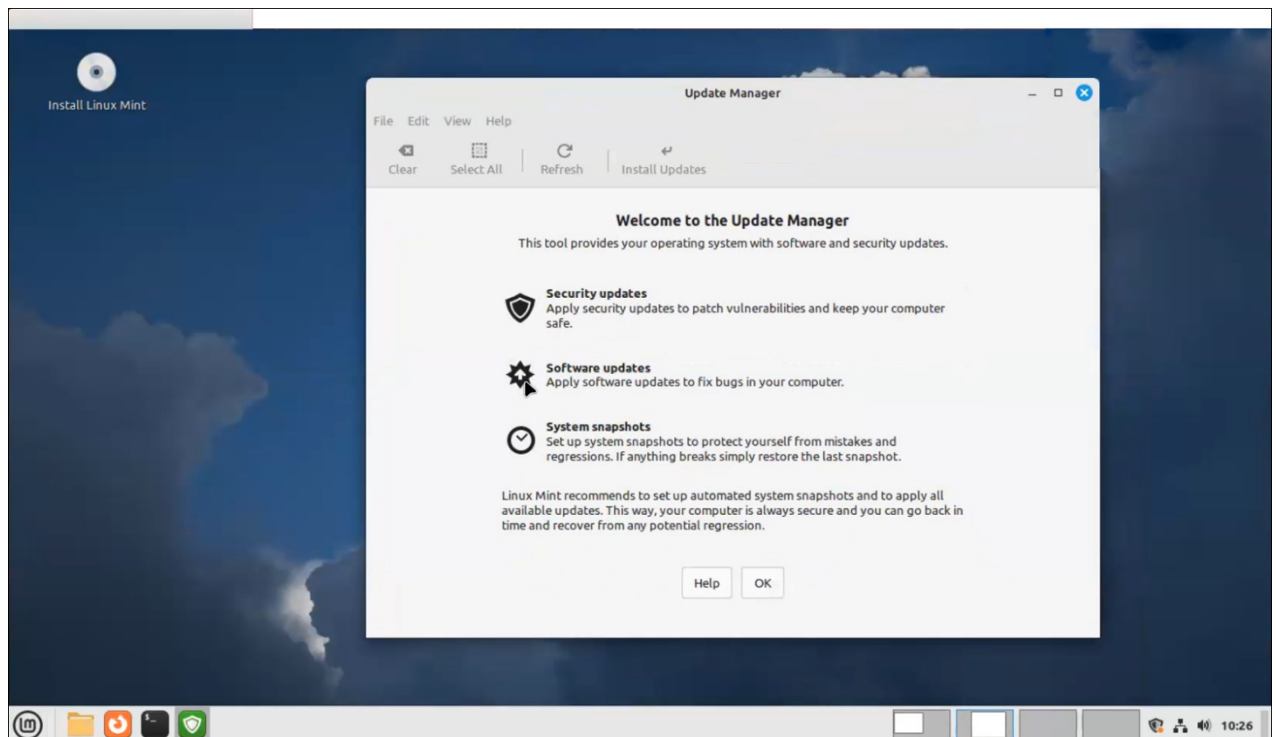 Install Linux Mint
Update Manager
File Edit View Help
Clear Select All Refresh Install Updates
Welcome to the Update Manager
This tool provides your operating system with software and security updates.
Security updates
Apply security updates to patch vulnerabilities and keep your computer
safe.
Software updates
Apply software updates to fix bugs in your computer.
System snapshots
Set up system snapshots to protect yourself from mistakes and
regressions. If anything breaks simply restore the last snapshot.
Linux Mint recommends to set up automated system snapshots and to apply all
available updates. This way, your computer is always secure and you can go back in
time and recover from any potential regression.
Help OK
lm $_ 10:26